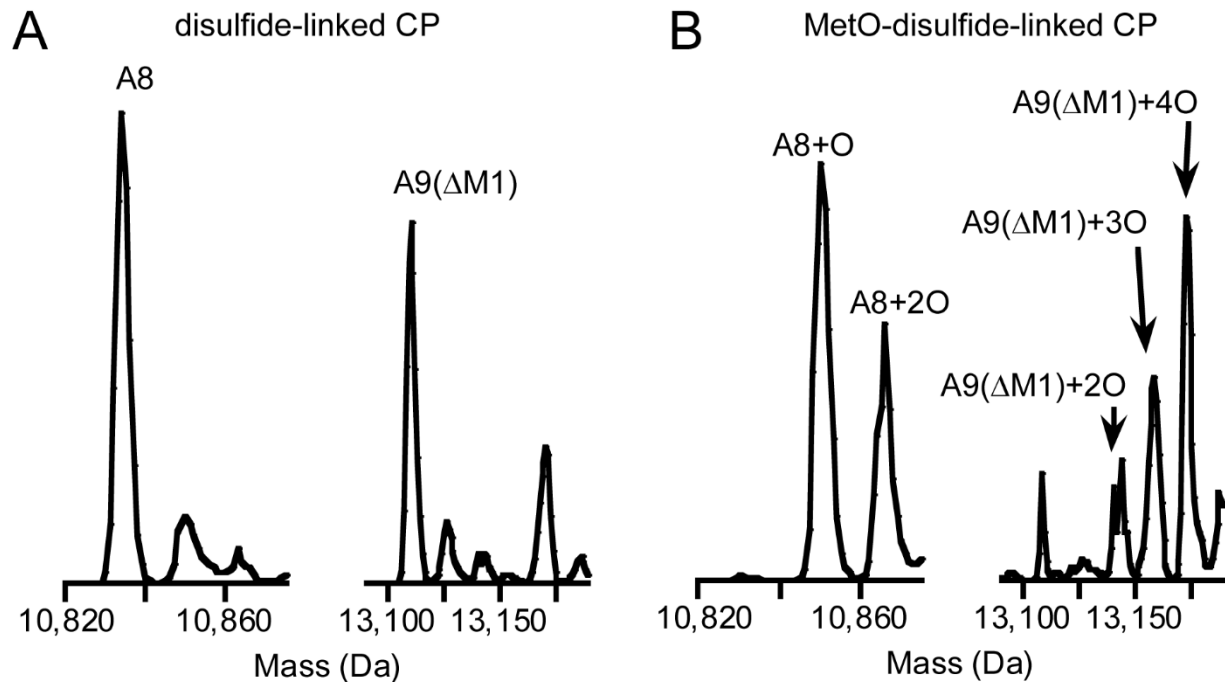 A
disulfide-linked CP
A8
A9(ΔM1)
10,820
10,860
13,100
13,150
Mass (Da)
B
MetO-disulfide-linked CP
A9(ΔM1)+4O
A8+O
A9(ΔM1)+3O
A8+2O
A9(ΔM1)+2O
10,820
10,860
13,100
13,150
Mass (Da)